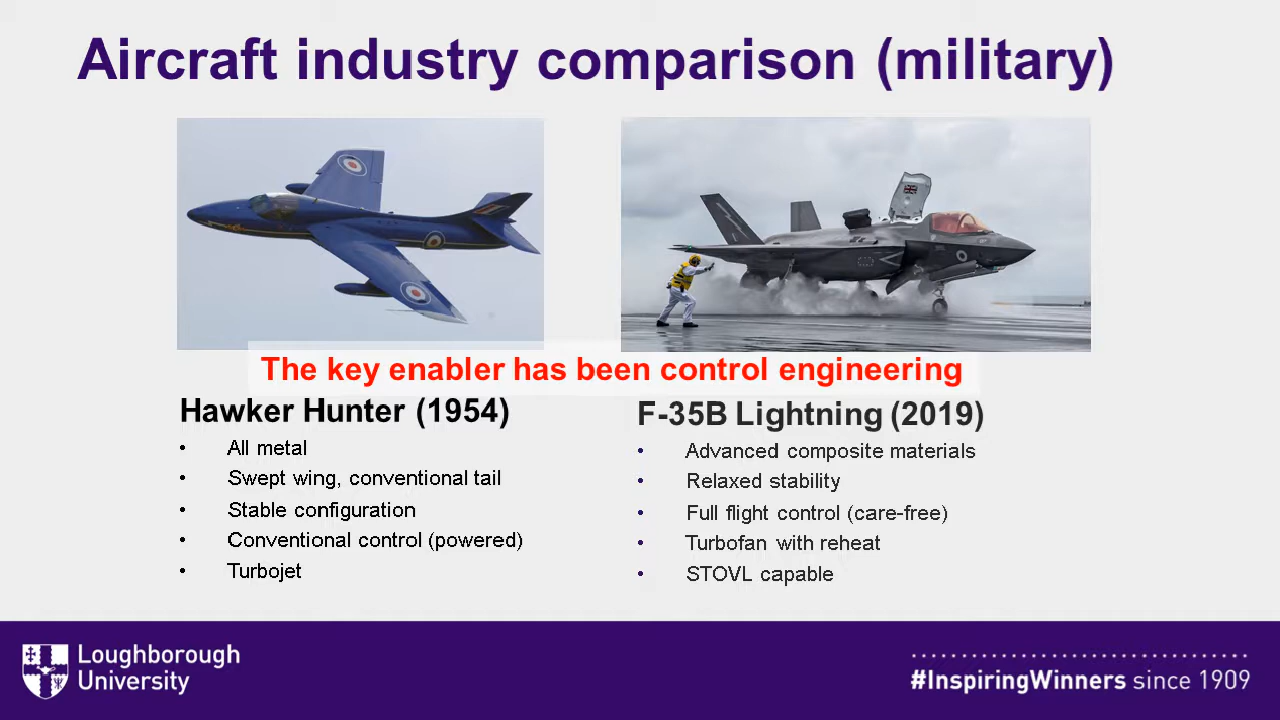 Aircraft industry comparison (military)
The key enabler has been control engineering
Hawker Hunter (1954)
• All metal
• Swept wing, conventional tail
• Stable configuration
• Conventional control (powered)
• Turbojet
F-35B Lightning (2019)
• Advanced composite materials
• Relaxed stability
• Full flight control (care-free)
• Turbofan with reheat
• STOVL capable
Loughborough
University
#InspiringWinners since 1909